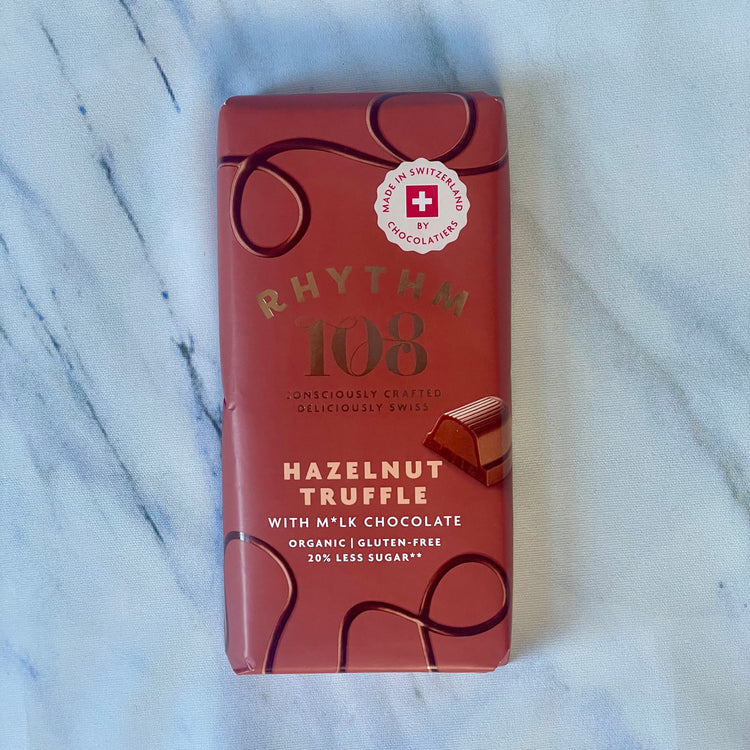 MADE IN SWITZERLAND
BY
CHOCOLATIERS
RHYTHM
108
CONSCIOUSLY CRAFTED
DELICIOUSLY SWISS
HAZELNUT
TRUFFLE
WITH M*LK CHOCOLATE
ORGANIC | GLUTEN-FREE
20% LESS SUGAR**